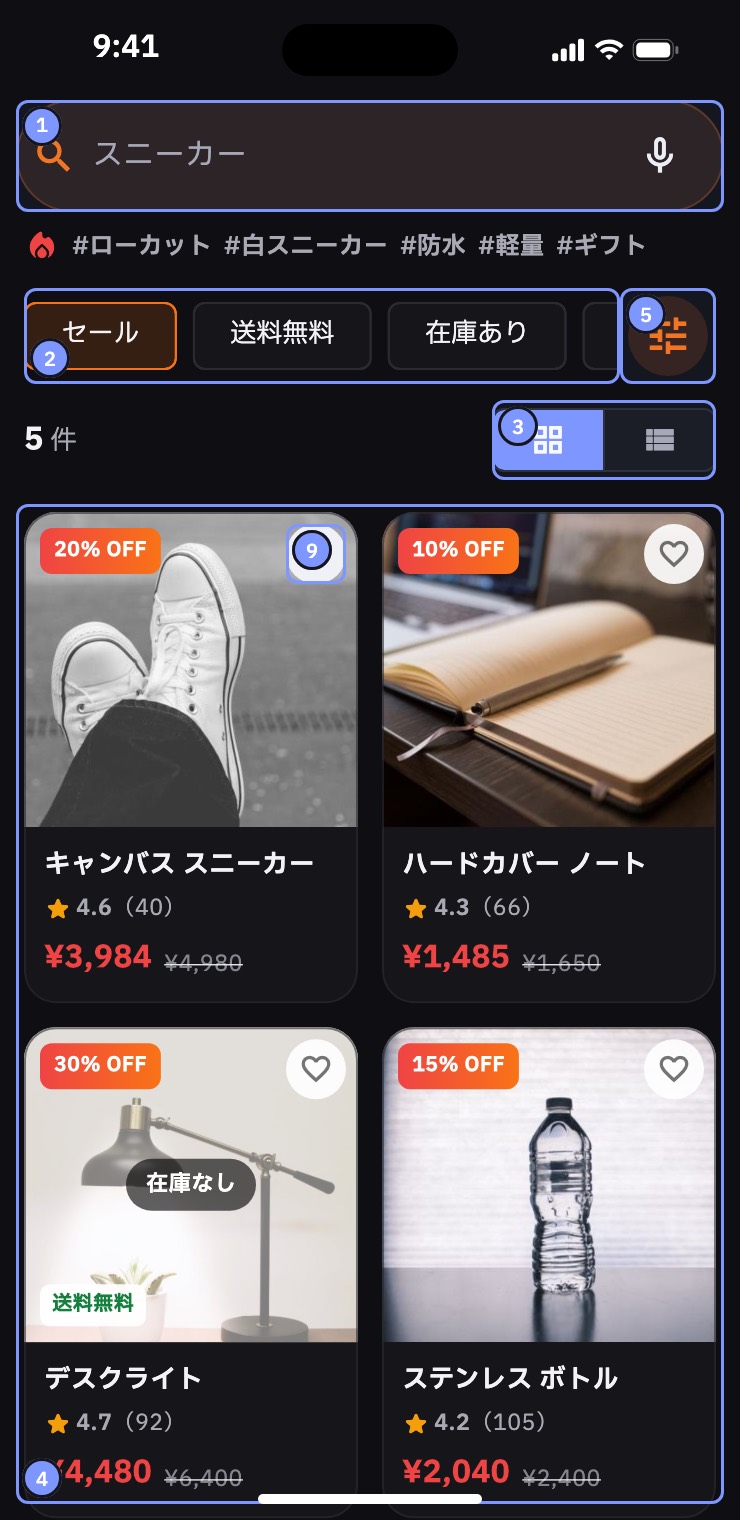 9:41
1
スニーカー
#ローカット #白スニーカー #防水 #軽量 #ギフト
セール 送料無料 在庫あり
2
5
5 件
3
20% OFF
9
10% OFF
キャンバス スニーカー
4.6（40）
¥3,984 ¥4,980
ハードカバー ノート
4.3（66）
¥1,485 ¥1,650
30% OFF
在庫なし
送料無料
15% OFF
デスクライト
4.7（92）
¥4,480 ¥6,400
4
ステンレス ボトル
4.2（105）
¥2,040 ¥2,400